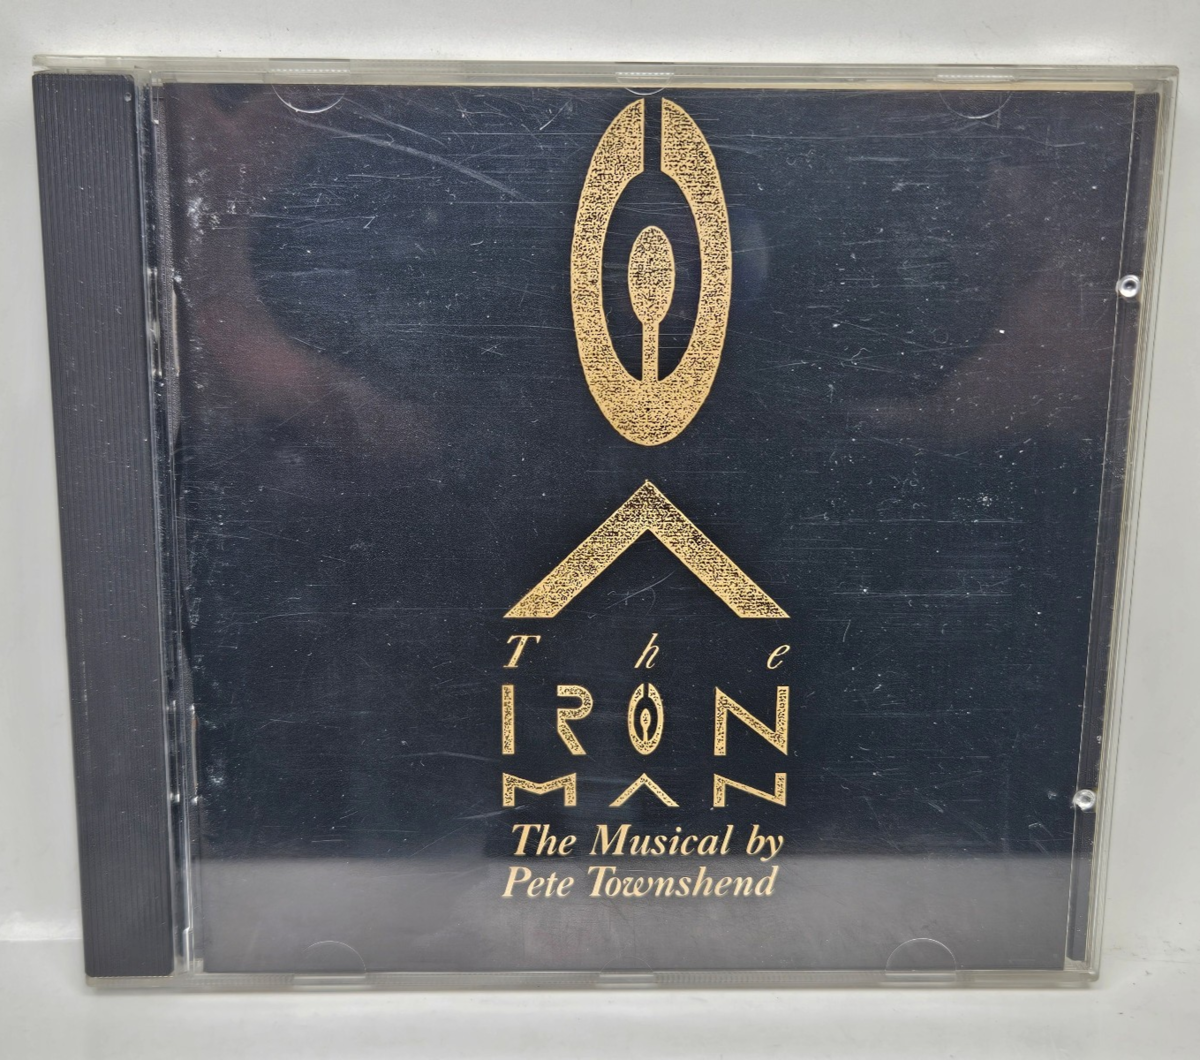 The
IRON
MAN
The Musical by
Pete Townshend